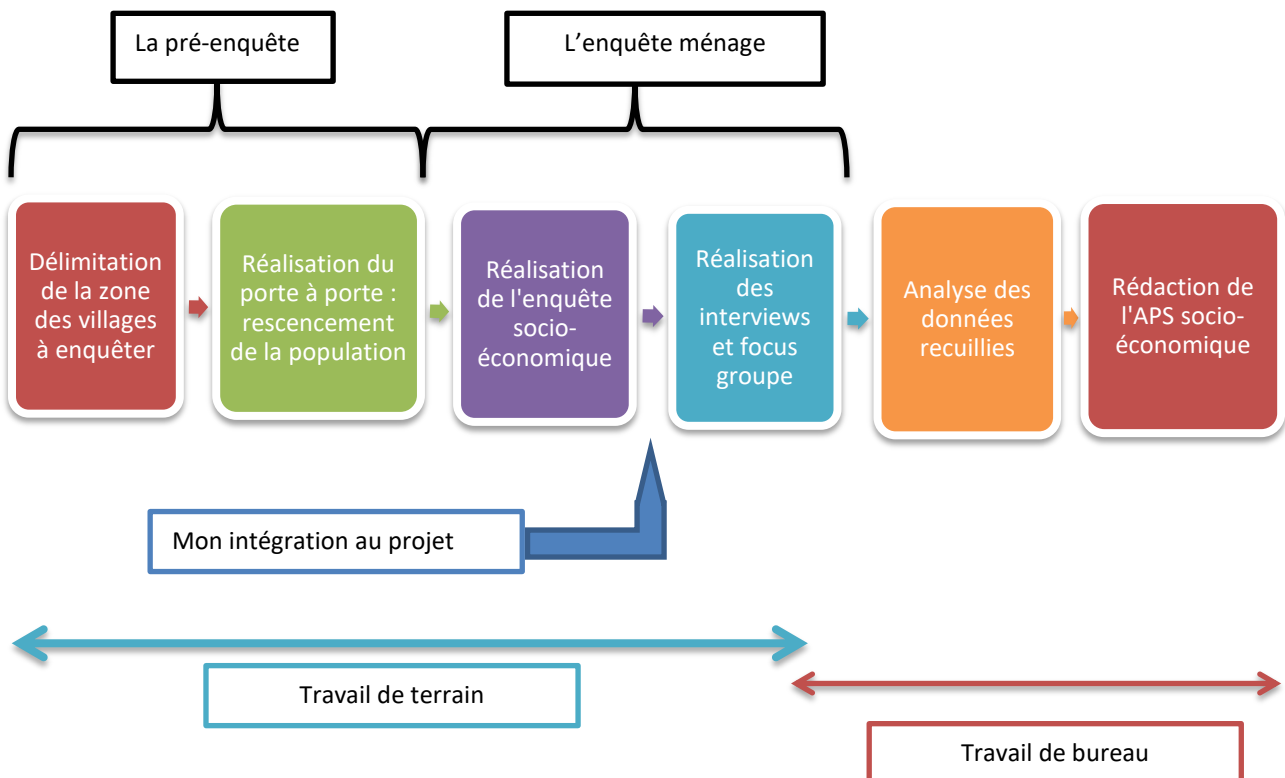 La pré-enquête
L’enquête ménage
Délimitation
de la zone
des villages
à enquêter
Réalisation du
porte à porte :
rescencement
de la population
Réalisation
de l'enquête
socio-
économique
Réalisation
des
interviews
et focus
groupe
Analyse des
données
recuillies
Rédaction de
l'APS socio-
économique
Mon intégration au projet
Travail de terrain
Travail de bureau